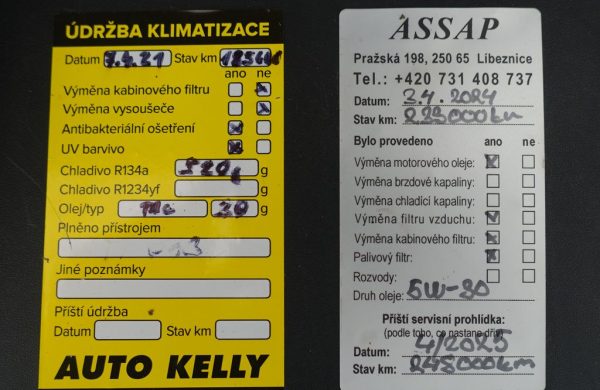 ÚDRŽBA KLIMATIZACE
Datum 7.4.21 Stav km
ano ne
Výměna kabinového filtru
Výměna vysoušeče
Antibakteriální ošetření
UV barvivo
Chladivo R134a 520 g
Chladivo R1234yf g
Olej/typ 30 g
Plněno přístrojem
Jiné poznámky
Příští údržba
Datum Stav km
AUTO KELLY
ASSAP
Pražská 198, 250 65 Líbeznice
Tel.: +420 731 408 737
Datum: 3.4.2024
Stav km: 223000km
Bylo provedeno ano ne
Výměna motorového oleje:
Výměna brzdové kapaliny:
Výměna chladící kapaliny:
Výměna filtru vzduchu:
Výměna kabinového filtru:
Palivový filtr:
Rozvody:
Druh oleje: 5W-30
Příští servisní prohlídka:
(podle toho, co nastane dřív)
Datum: 4/2025
Stav km: 248000km